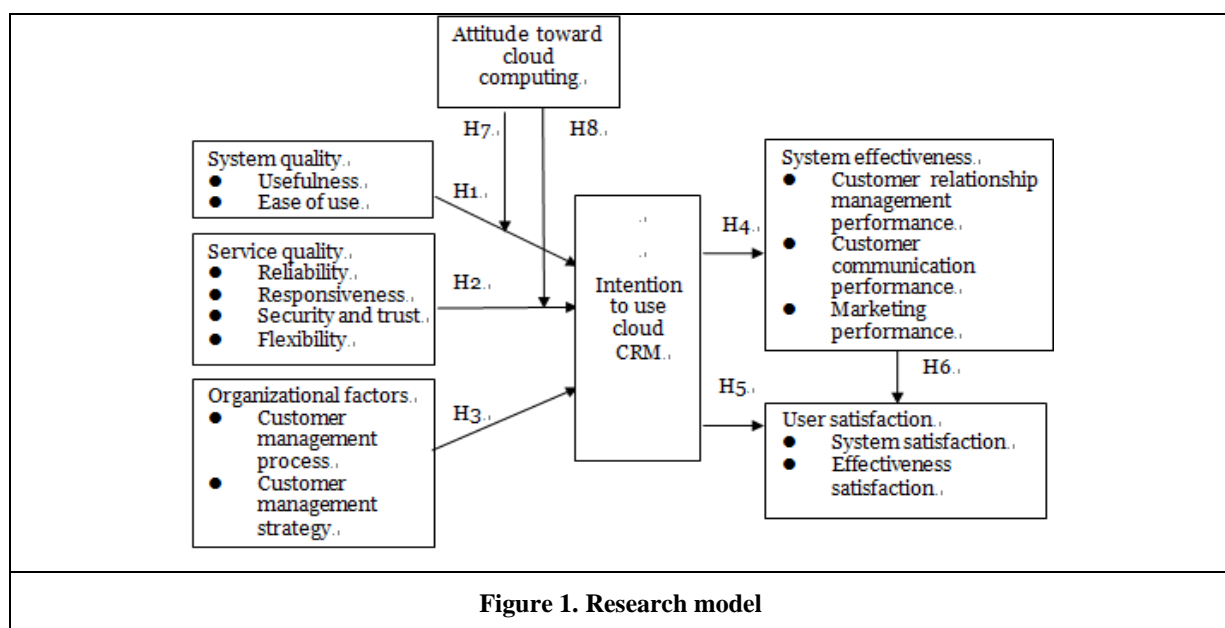 Attitude toward
cloud
computing.
H7.
H8.
System quality.
● Usefulness.
● Ease of use.
H1.
Service quality.
● Reliability.
● Responsiveness.
● Security and trust.
● Flexibility.
H2.
Organizational factors.
● Customer
management
process.
● Customer
management
strategy.
H3.
Intention
to use
cloud
CRM.
H4.
H5.
System effectiveness.
● Customer relationship
management
performance.
● Customer
communication
performance.
● Marketing
performance.
H6.
User satisfaction.
● System satisfaction.
● Effectiveness
satisfaction.
Figure 1. Research model